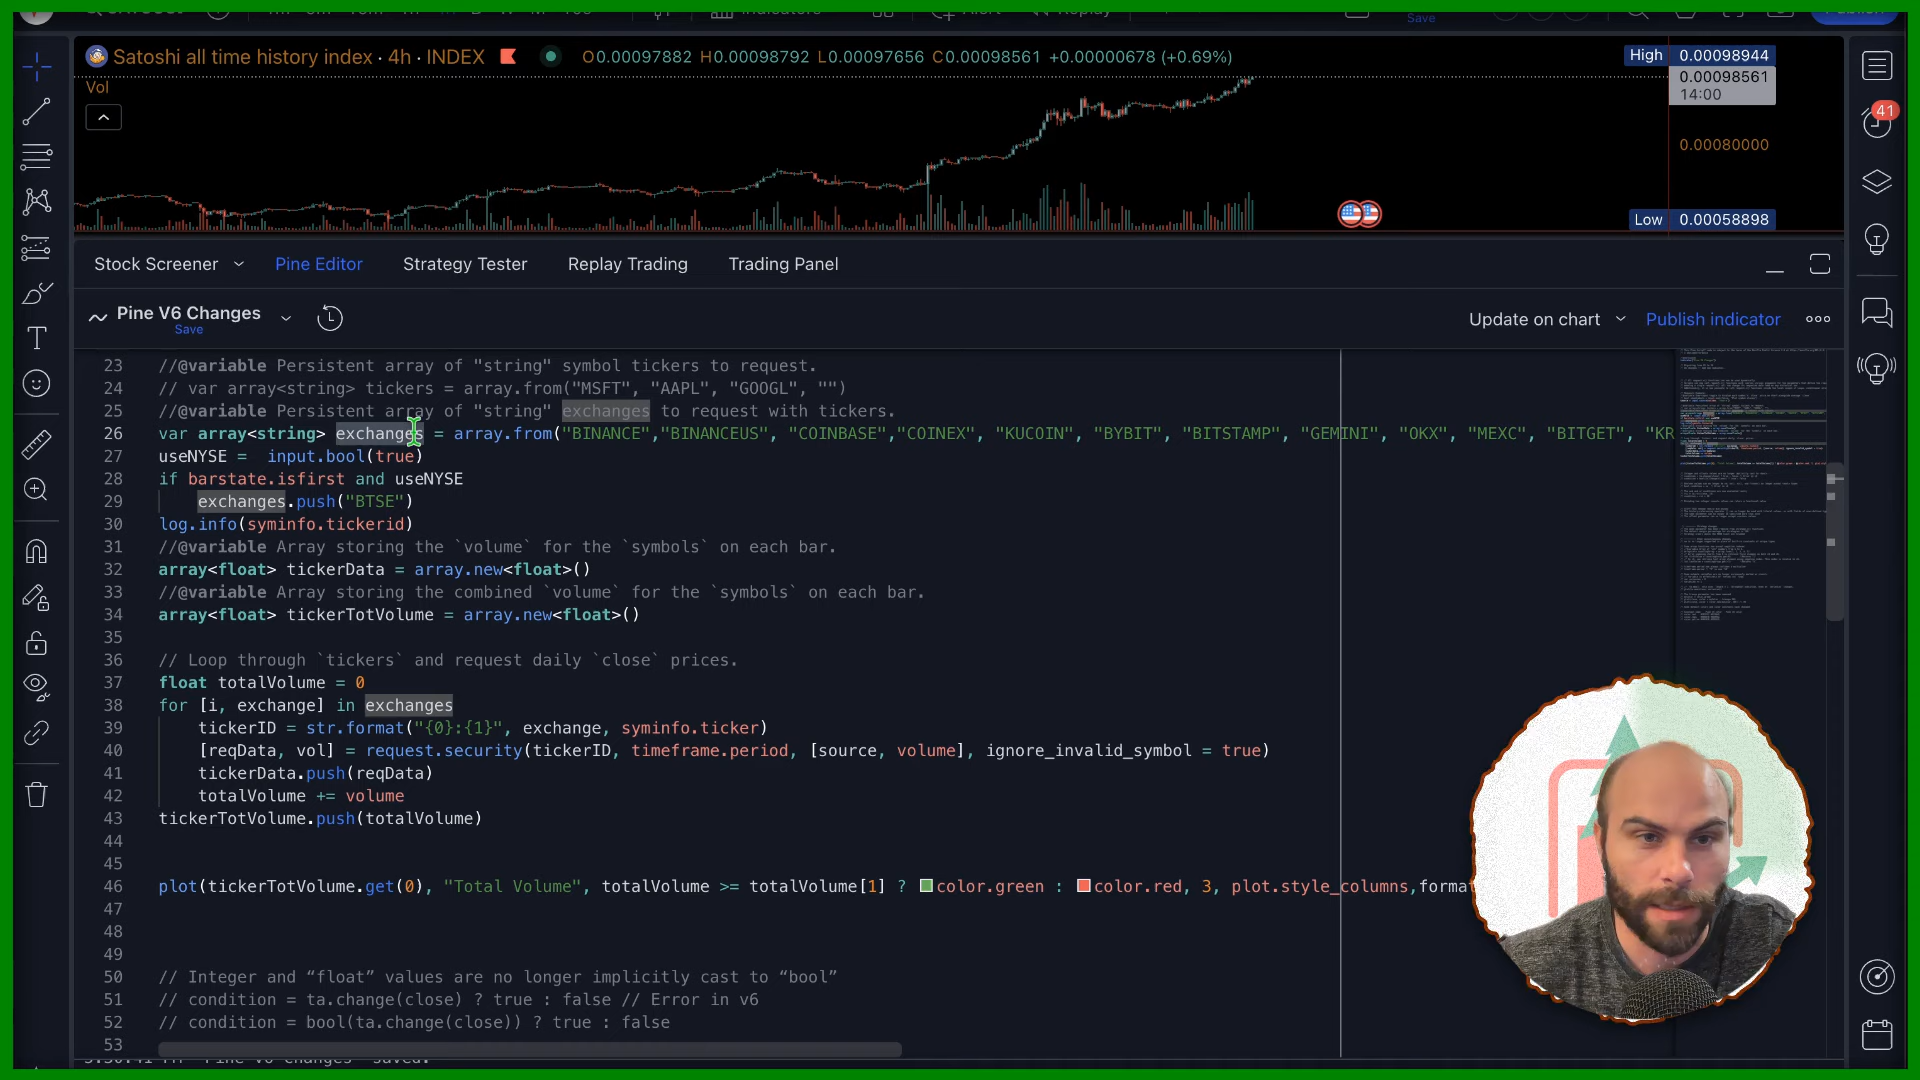 Save
Satoshi all time history index · 4h · INDEX
O0.00097882 H0.00098792 L0.00097656 C0.00098561 +0.00000678 (+0.69%)
High 0.00098944
0.00098561
14:00
Vol
0.00080000
Low 0.00058898
41
Stock Screener
Pine Editor
Strategy Tester
Replay Trading
Trading Panel
Pine V6 Changes
Save
Update on chart
Publish indicator
23 //@variable Persistent array of "string" symbol tickers to request.
24 // var array<string> tickers = array.from("MSFT", "AAPL", "GOOGL", "")
25 //@variable Persistent array of "string" exchanges to request with tickers.
26 var array<string> exchanges = array.from("BINANCE","BINANCEUS", "COINBASE","COINEX", "KUCOIN", "BYBIT", "BITSTAMP", "GEMINI", "OKX", "MEXC", "BITGET", "KR
27 useNYSE = input.bool(true)
28 if barstate.isfirst and useNYSE
29 exchanges.push("BTSE")
30 log.info(syminfo.tickerid)
31 //@variable Array storing the `volume` for the `symbols` on each bar.
32 array<float> tickerData = array.new<float>()
33 //@variable Array storing the combined `volume` for the `symbols` on each bar.
34 array<float> tickerTotVolume = array.new<float>()
35
36 // Loop through `tickers` and request daily `close` prices.
37 float totalVolume = 0
38 for [i, exchange] in exchanges
39 tickerID = str.format("{0}:{1}", exchange, syminfo.ticker)
40 [reqData, vol] = request.security(tickerID, timeframe.period, [source, volume], ignore_invalid_symbol = true)
41 tickerData.push(reqData)
42 totalVolume += volume
43 tickerTotVolume.push(totalVolume)
44
45
46 plot(tickerTotVolume.get(0), "Total Volume", totalVolume >= totalVolume[1] ? color.green : color.red, 3, plot.style_columns,forma
47
48
49
50 // Integer and “float” values are no longer implicitly cast to “bool”
51 // condition = ta.change(close) ? true : false // Error in v6
52 // condition = bool(ta.change(close)) ? true : false
53